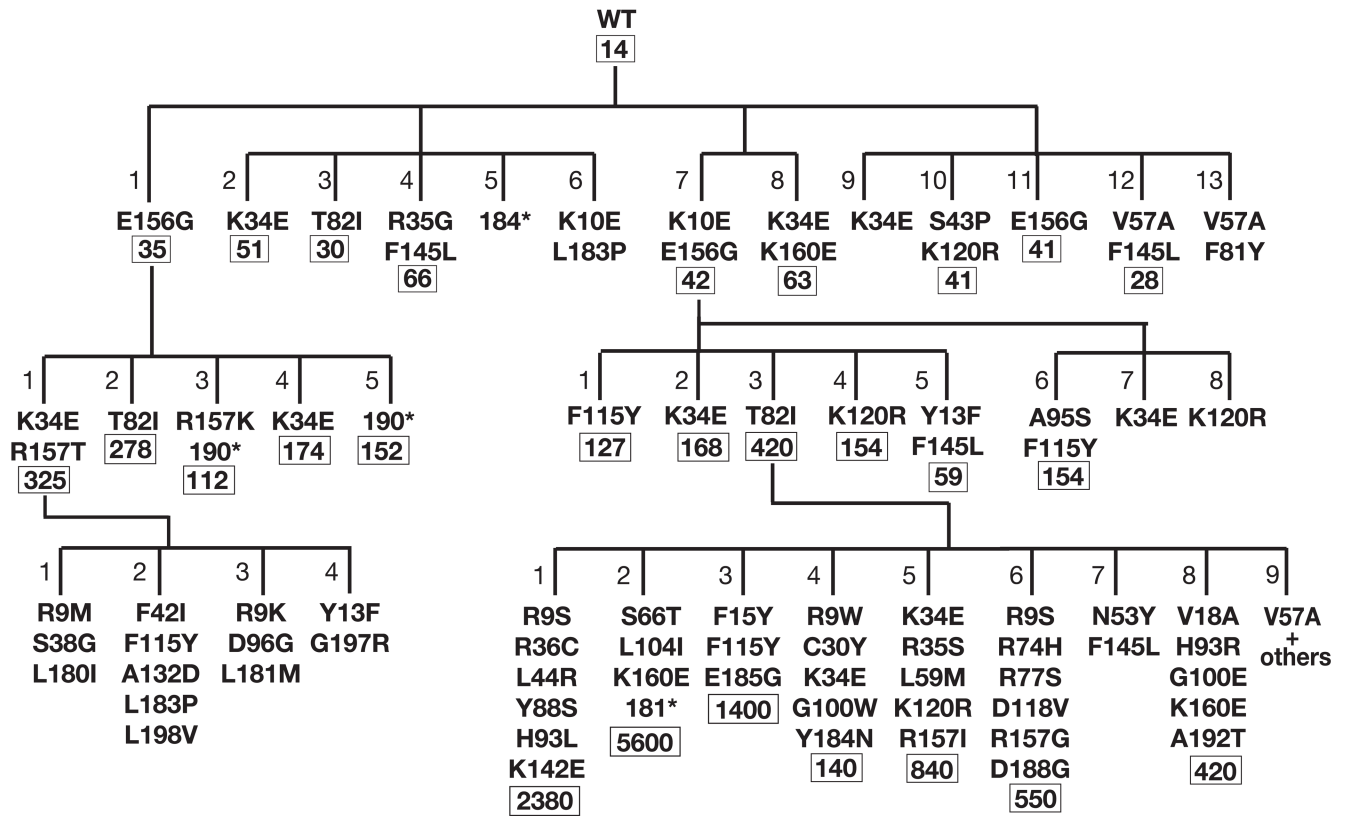 WT
14
1 2 3 4 5 6 7 8 9 10 11 12 13
E156G K34E T82I R35G 184* K10E K10E K34E K34E S43P E156G V57A V57A
35 51 30 F145L L183P E156G K160E K120R 41 F145L F81Y
66 42 63 41 28
1 2 3 4 5 1 2 3 4 5 6 7 8
K34E T82I R157K K34E 190* F115Y K34E T82I K120R Y13F A95S K34E K120R
R157T 278 190* 174 152 127 168 420 154 F145L F115Y
325 112 59 154
1 2 3 4 1 2 3 4 5 6 7 8 9
R9M F42I R9K Y13F R9S S66T F15Y R9W K34E R9S N53Y V18A V57A
S38G F115Y D96G G197R R36C L104I F115Y C30Y R35S R74H F145L H93R +
L180I A132D L181M L44R K160E E185G K34E L59M R77S G100E others
L183P Y88S 181* 1400 G100W K120R D118V K160E
L198V H93L 5600 Y184N R157I R157G A192T
K142E 140 840 D188G 420
2380 550